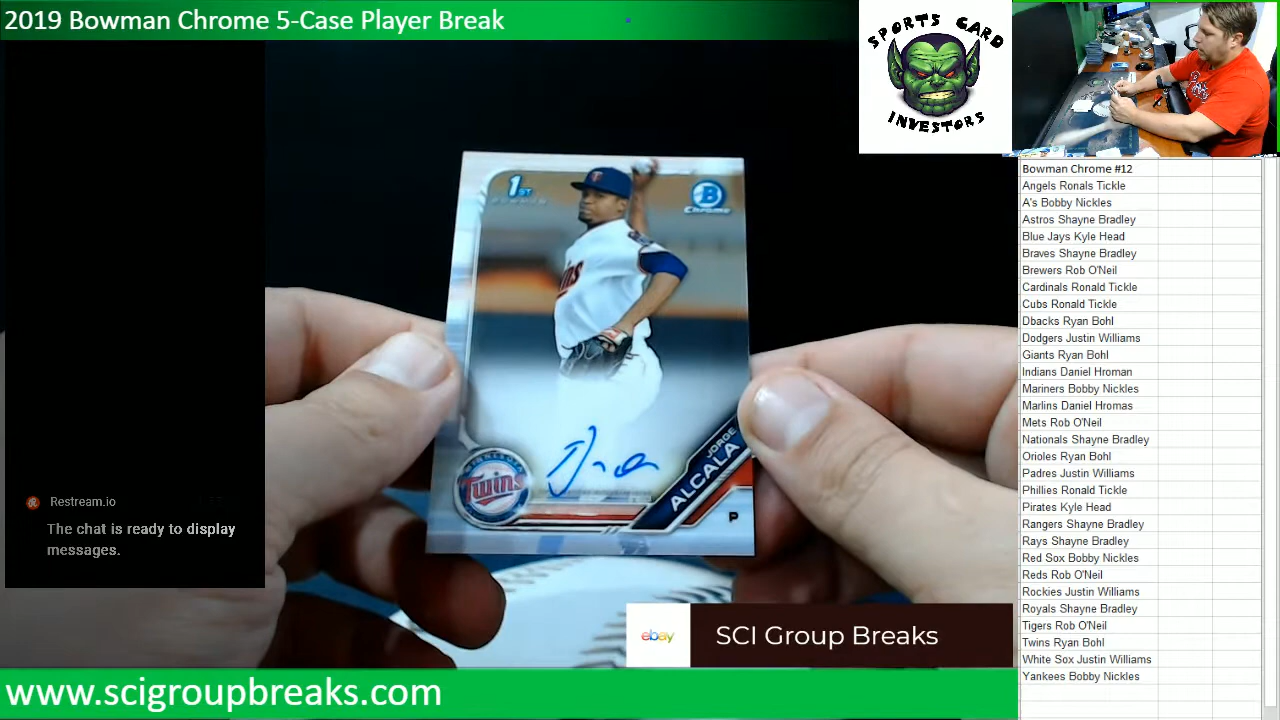 2019 Bowman Chrome 5-Case Player Break
SPORTS CARD
INVESTORS
1ST
BOWMAN
B
Chrome
Twins
JORGE
ALCALA
P
Restream.io
The chat is ready to display
messages.
ebay
SCI Group Breaks
www.scigroupbreaks.com
Bowman Chrome #12
Angels Ronals Tickle
A's Bobby Nickles
Astros Shayne Bradley
Blue Jays Kyle Head
Braves Shayne Bradley
Brewers Rob O'Neil
Cardinals Ronald Tickle
Cubs Ronald Tickle
Dbacks Ryan Bohl
Dodgers Justin Williams
Giants Ryan Bohl
Indians Daniel Hroman
Mariners Bobby Nickles
Marlins Daniel Hromas
Mets Rob O'Neil
Nationals Shayne Bradley
Orioles Ryan Bohl
Padres Justin Williams
Phillies Ronald Tickle
Pirates Kyle Head
Rangers Shayne Bradley
Rays Shayne Bradley
Red Sox Bobby Nickles
Reds Rob O'Neil
Rockies Justin Williams
Royals Shayne Bradley
Tigers Rob O'Neil
Twins Ryan Bohl
White Sox Justin Williams
Yankees Bobby Nickles